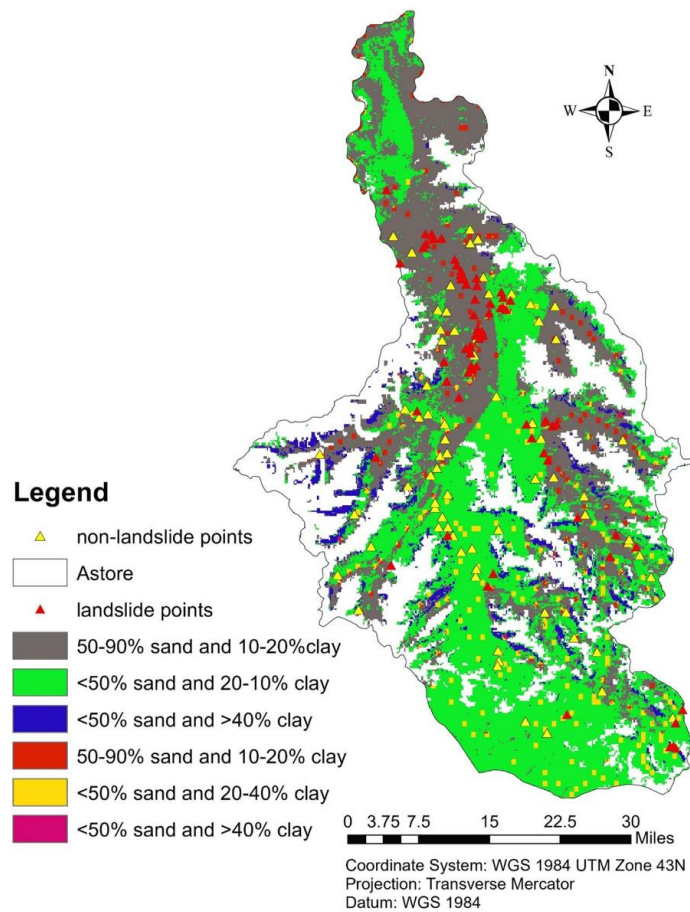 N
W E
S
Legend
non-landslide points
Astore
landslide points
50-90% sand and 10-20%clay
<50% sand and 20-10% clay
<50% sand and >40% clay
50-90% sand and 10-20% clay
<50% sand and 20-40% clay
<50% sand and >40% clay
0 3.75 7.5 15 22.5 30
Miles
Coordinate System: WGS 1984 UTM Zone 43N
Projection: Transverse Mercator
Datum: WGS 1984